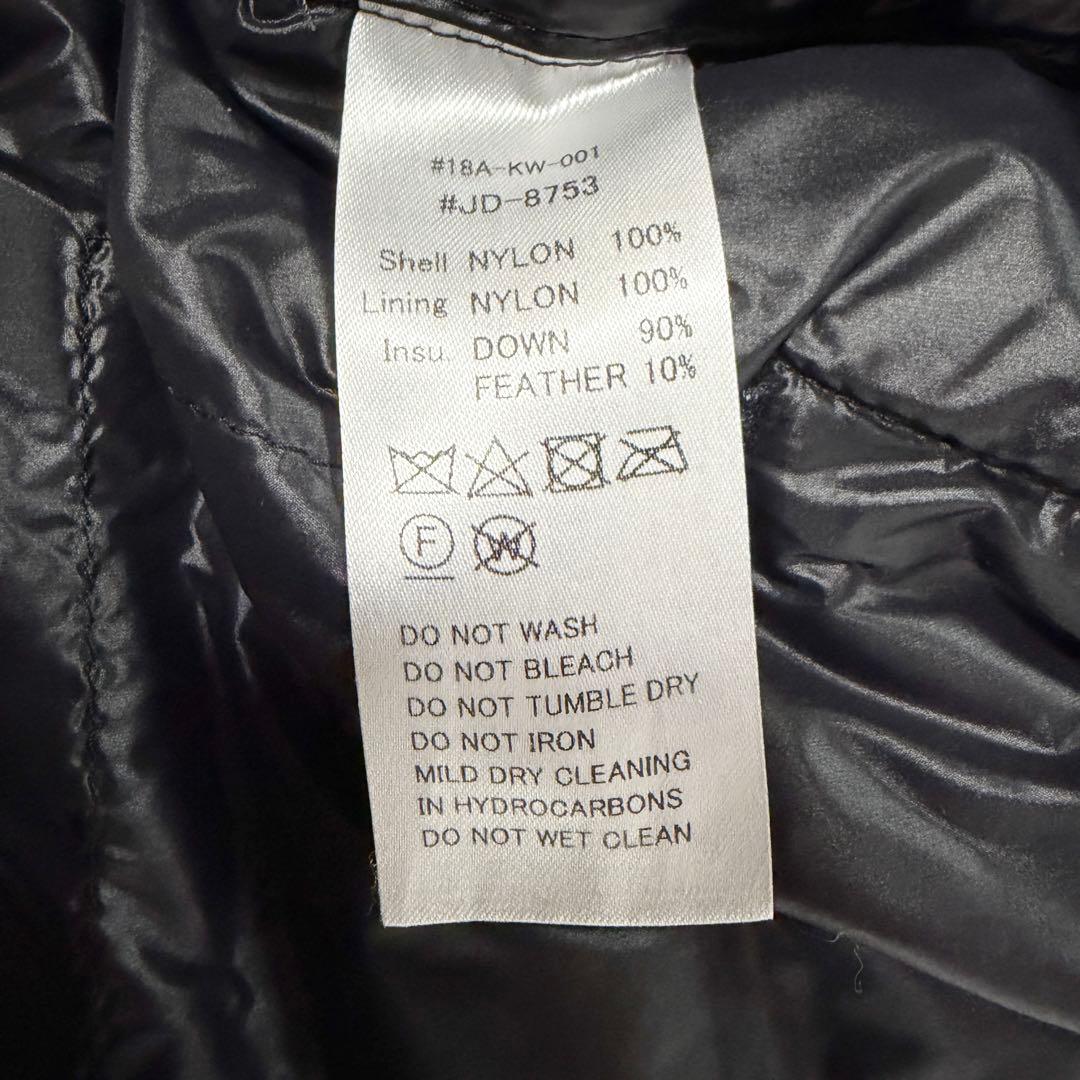 #18A-KW-001
#JD-8753
Shell NYLON 100%
Lining NYLON 100%
Insu. DOWN 90%
FEATHER 10%
F W
DO NOT WASH
DO NOT BLEACH
DO NOT TUMBLE DRY
DO NOT IRON
MILD DRY CLEANING
IN HYDROCARBONS
DO NOT WET CLEAN